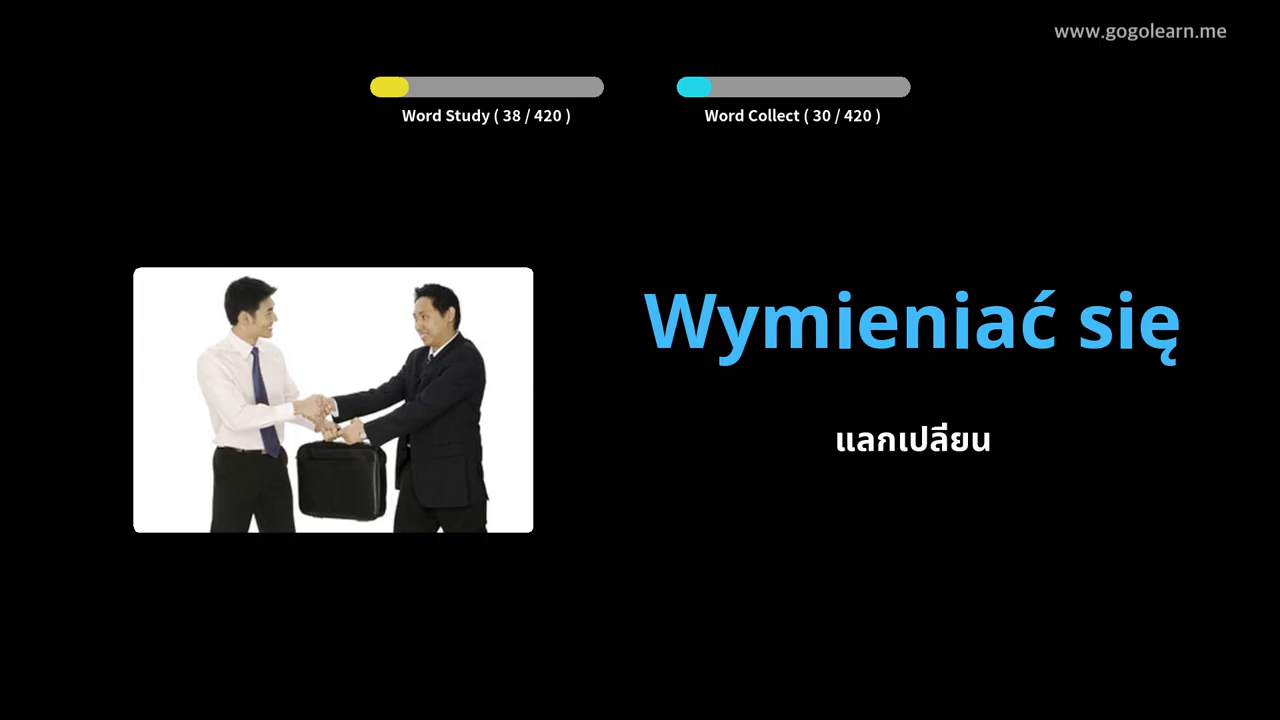 www.gogolearn.me
Word Study ( 38 / 420 )
Word Collect ( 30 / 420 )
Wymieniać się
แลกเปลี่ยน